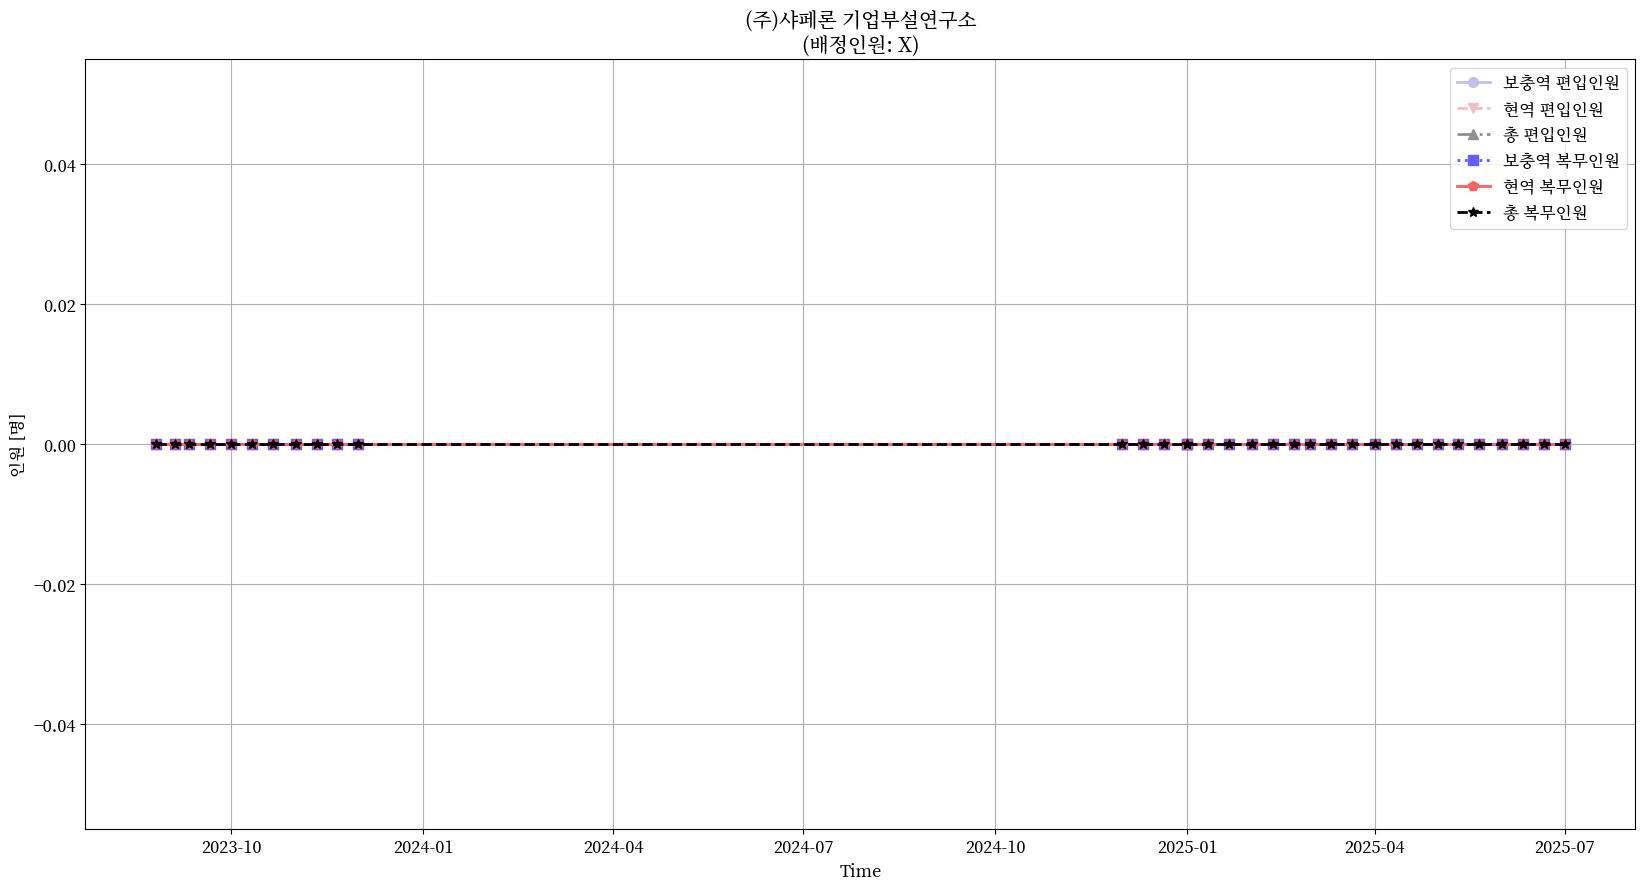 (주)샤페론 기업부설연구소
(배정인원: X)
보충역 편입인원
현역 편입인원
총 편입인원
보충역 복무인원
현역 복무인원
총 복무인원
인원 [명]
0.04
0.02
0.00
−0.02
−0.04
2023-10
2024-01
2024-04
2024-07
2024-10
2025-01
2025-04
2025-07
Time